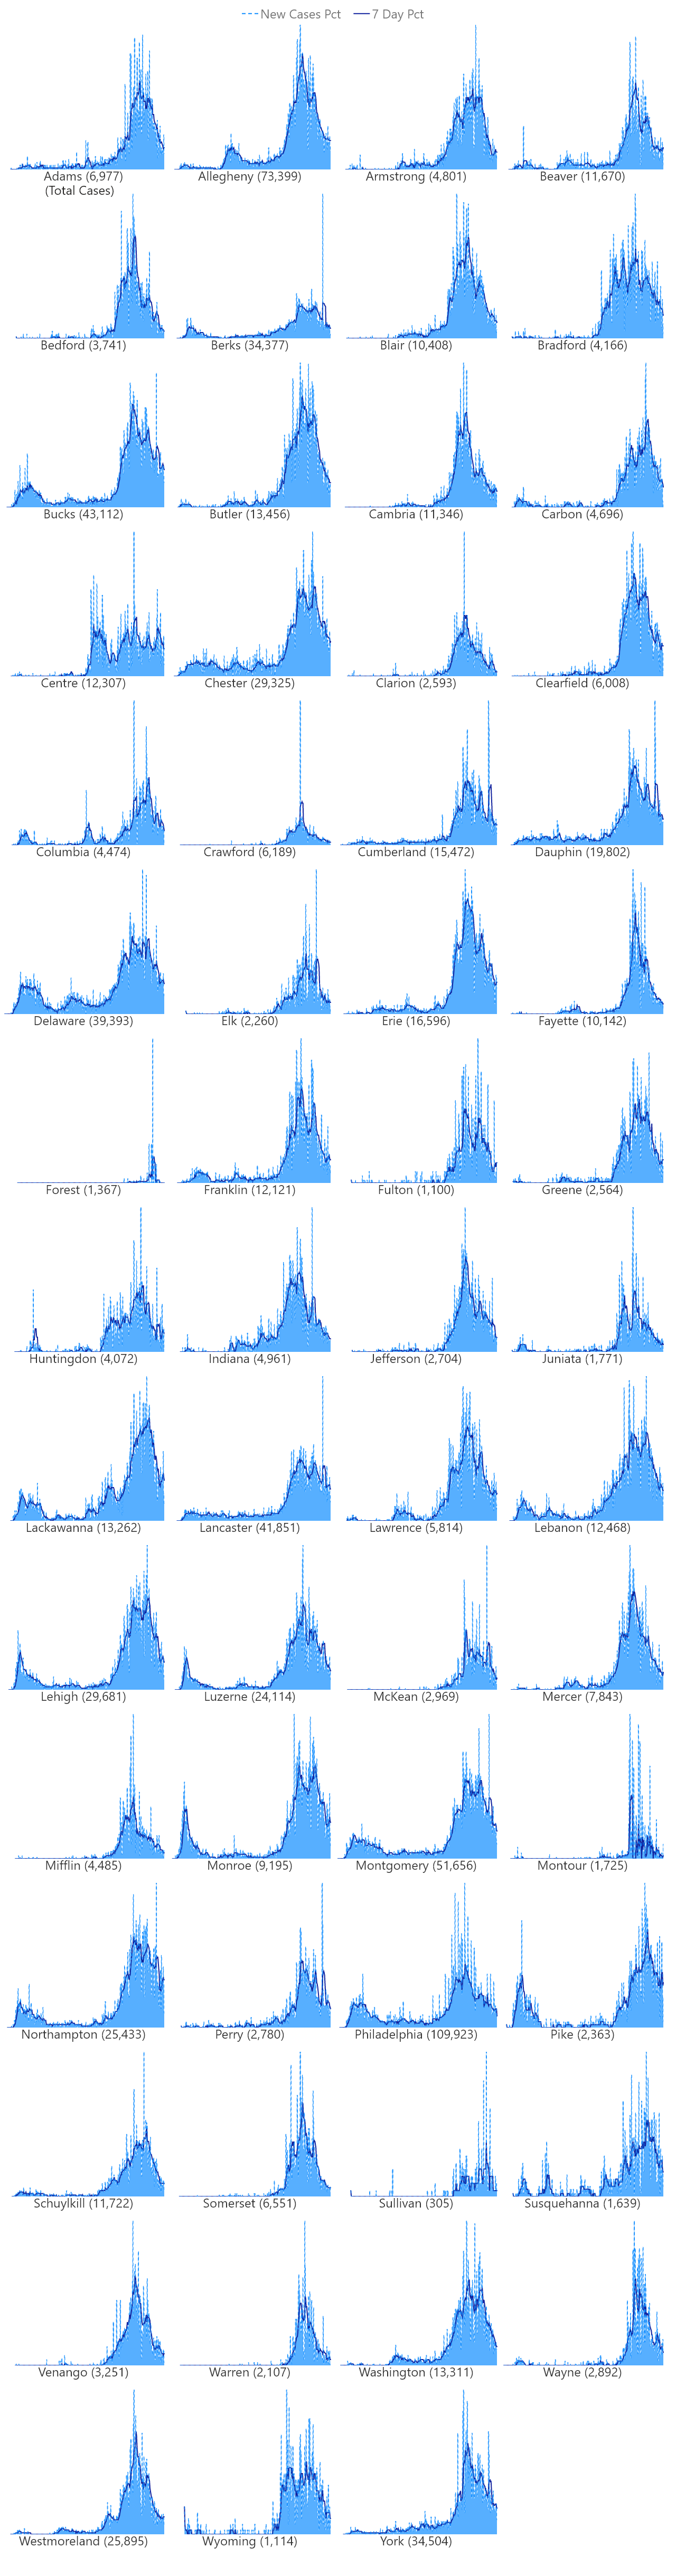 New Cases Pct 7 Day Pct
Adams (6,977) Allegheny (73,399) Armstrong (4,801) Beaver (11,670)
(Total Cases)
Bedford (3,741) Berks (34,377) Blair (10,408) Bradford (4,166)
Bucks (43,112) Butler (13,456) Cambria (11,346) Carbon (4,696)
Centre (12,307) Chester (29,325) Clarion (2,593) Clearfield (6,008)
Columbia (4,474) Crawford (6,189) Cumberland (15,472) Dauphin (19,802)
Delaware (39,393) Elk (2,260) Erie (16,596) Fayette (10,142)
Forest (1,367) Franklin (12,121) Fulton (1,100) Greene (2,564)
Huntingdon (4,072) Indiana (4,961) Jefferson (2,704) Juniata (1,771)
Lackawanna (13,262) Lancaster (41,851) Lawrence (5,814) Lebanon (12,468)
Lehigh (29,681) Luzerne (24,114) McKean (2,969) Mercer (7,843)
Mifflin (4,485) Monroe (9,195) Montgomery (51,656) Montour (1,725)
Northampton (25,433) Perry (2,780) Philadelphia (109,923) Pike (2,363)
Schuylkill (11,722) Somerset (6,551) Sullivan (305) Susquehanna (1,639)
Venango (3,251) Warren (2,107) Washington (13,311) Wayne (2,892)
Westmoreland (25,895) Wyoming (1,114) York (34,504)